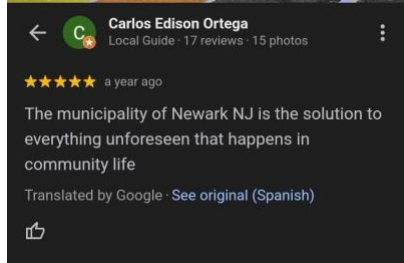 C
Carlos Edison Ortega
Local Guide · 17 reviews · 15 photos
a year ago
The municipality of Newark NJ is the solution to
everything unforeseen that happens in
community life
Translated by Google · See original (Spanish)